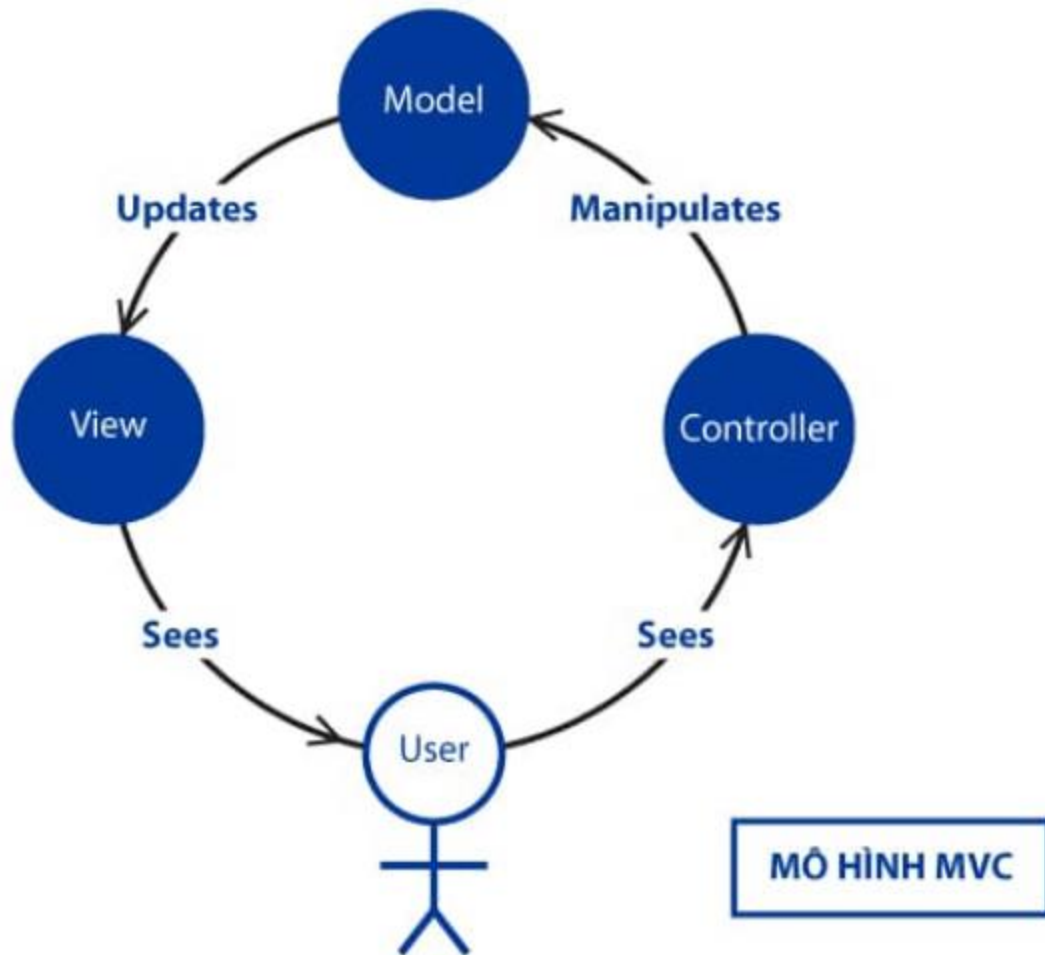 Model
Updates
Manipulates
View
Controller
Sees
Sees
User
MÔ HÌNH MVC